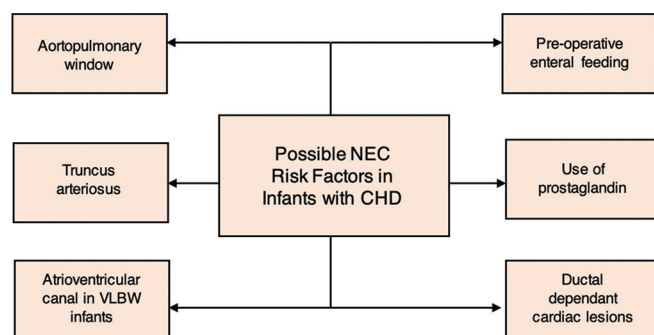 Aortopulmonary
window
Pre-operative
enteral feeding
Possible NEC
Risk Factors in
Infants with CHD
Truncus
arteriosus
Use of
prostaglandin
Atrioventricular
canal in VLBW
infants
Ductal
dependant
cardiac lesions